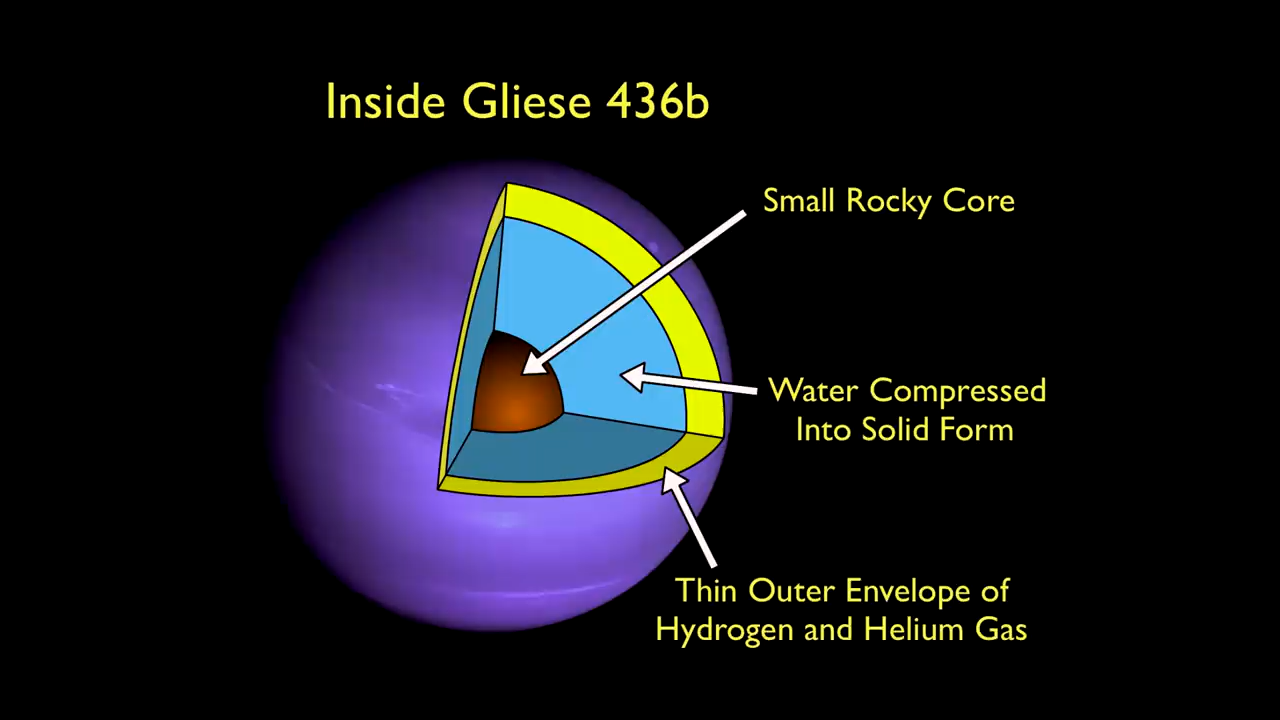 Inside Gliese 436b
Small Rocky Core
Water Compressed
Into Solid Form
Thin Outer Envelope of
Hydrogen and Helium Gas